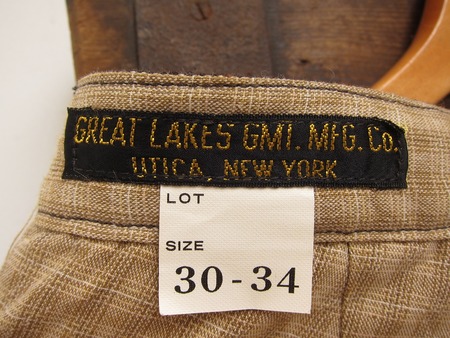 GREAT LAKES GMT. MFG. Co.
UTICA, NEW YORK
LOT
SIZE
30-34